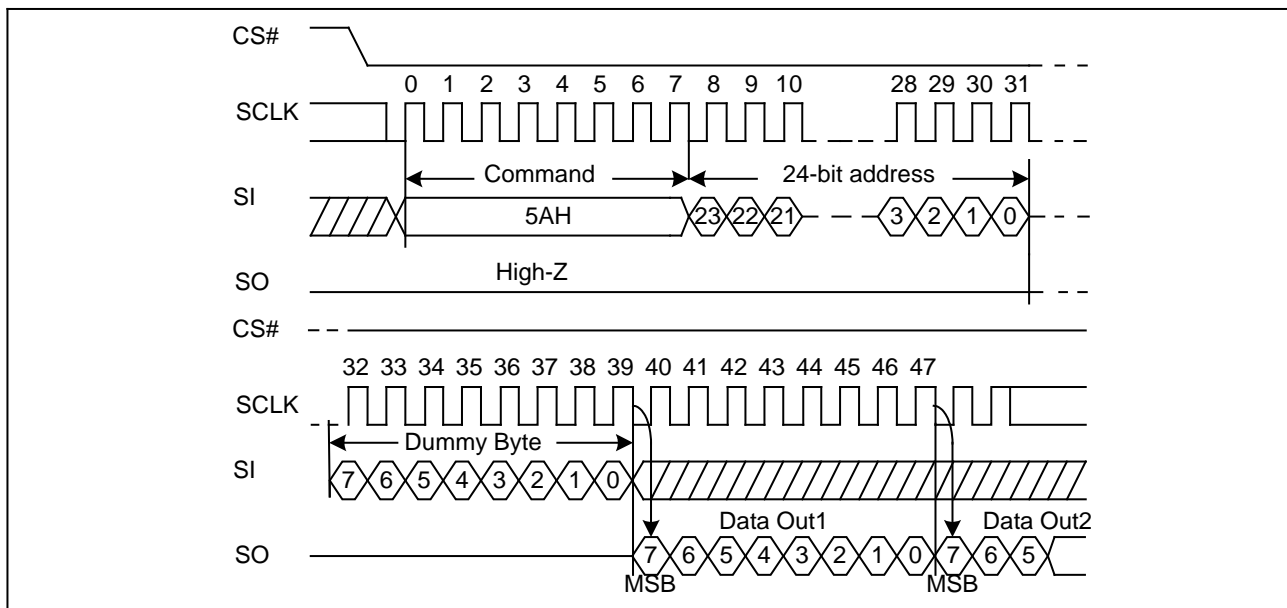 CS#
0 1 2 3 4 5 6 7 8 9 10 28 29 30 31
SCLK
Command 24-bit address
SI
5AH 23 22 21 3 2 1 0
High-Z
SO
CS#
32 33 34 35 36 37 38 39 40 41 42 43 44 45 46 47
SCLK
Dummy Byte
SI
7 6 5 4 3 2 1 0
Data Out1 Data Out2
SO
7 6 5 4 3 2 1 0 7 6 5
MSB MSB